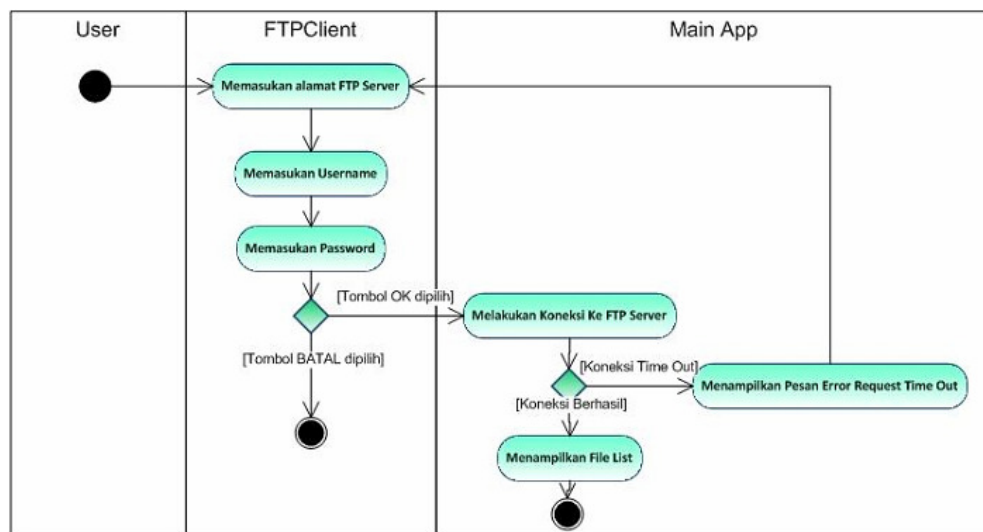 User
FTPClient
Main App
Memasukan alamat FTP Server
Memasukan Username
Memasukan Password
[Tombol OK dipilih]
Melakukan Koneksi Ke FTP Server
[Tombol BATAL dipilih]
[Koneksi Time Out]
Menampilkan Pesan Error Request Time Out
[Koneksi Berhasil]
Menampilkan File List